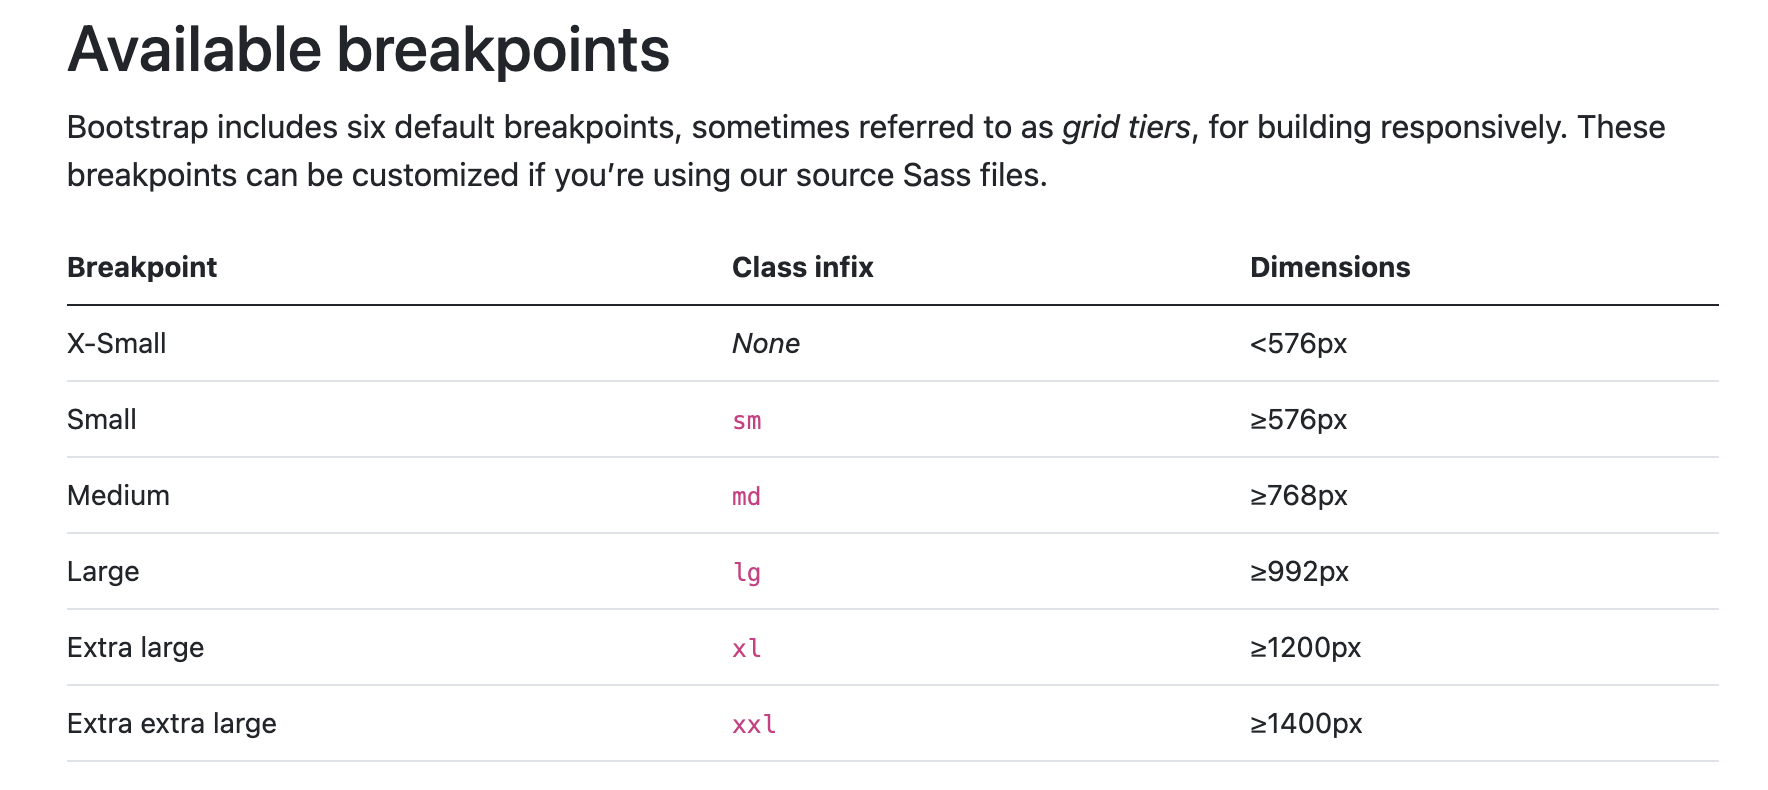 Available breakpoints
Bootstrap includes six default breakpoints, sometimes referred to as grid tiers, for building responsively. These
breakpoints can be customized if you’re using our source Sass files.
Breakpoint Class infix Dimensions
X-Small None <576px
Small sm ≥576px
Medium md ≥768px
Large lg ≥992px
Extra large xl ≥1200px
Extra extra large xxl ≥1400px